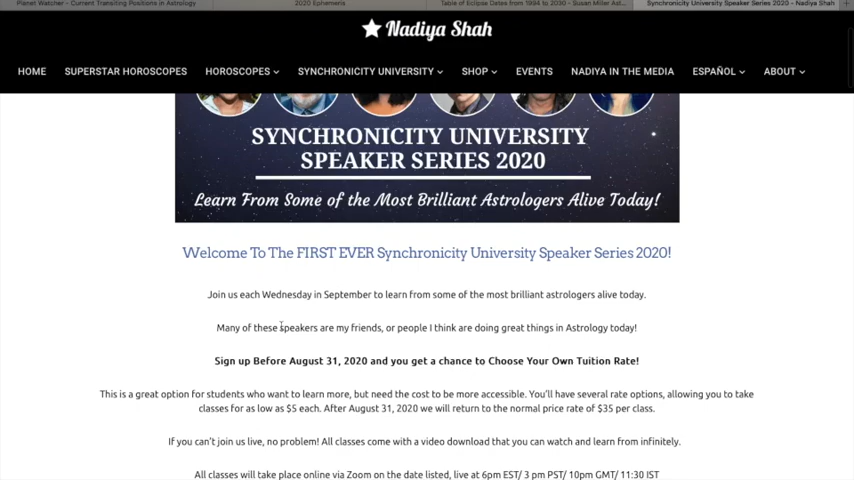 Planet Watcher - Current Transiting Positions in Astrology
2020 Ephemeris
Table of Eclipse Dates from 1994 to 2030 - Susan Miller Ast...
Synchronicity University Speaker Series 2020 - Nadiya Shah
Nadiya Shah
HOME SUPERSTAR HOROSCOPES HOROSCOPES SYNCHRONICITY UNIVERSITY SHOP EVENTS NADIYA IN THE MEDIA ESPAÑOL ABOUT
SYNCHRONICITY UNIVERSITY
SPEAKER SERIES 2020
Learn From Some of the Most Brilliant Astrologers Alive Today!
Welcome To The FIRST EVER Synchronicity University Speaker Series 2020!
Join us each Wednesday in September to learn from some of the most brilliant astrologers alive today.
Many of these speakers are my friends, or people I think are doing great things in Astrology today!
Sign up Before August 31, 2020 and you get a chance to Choose Your Own Tuition Rate!
This is a great option for students who want to learn more, but need the cost to be more accessible. You'll have several rate options, allowing you to take
classes for as low as $5 each. After August 31, 2020 we will return to the normal price rate of $35 per class.
If you can't join us live, no problem! All classes come with a video download that you can watch and learn from infinitely.
All classes will take place online via Zoom on the date listed, live at 6pm EST/ 3 pm PST/ 10pm GMT/ 11:30 IST